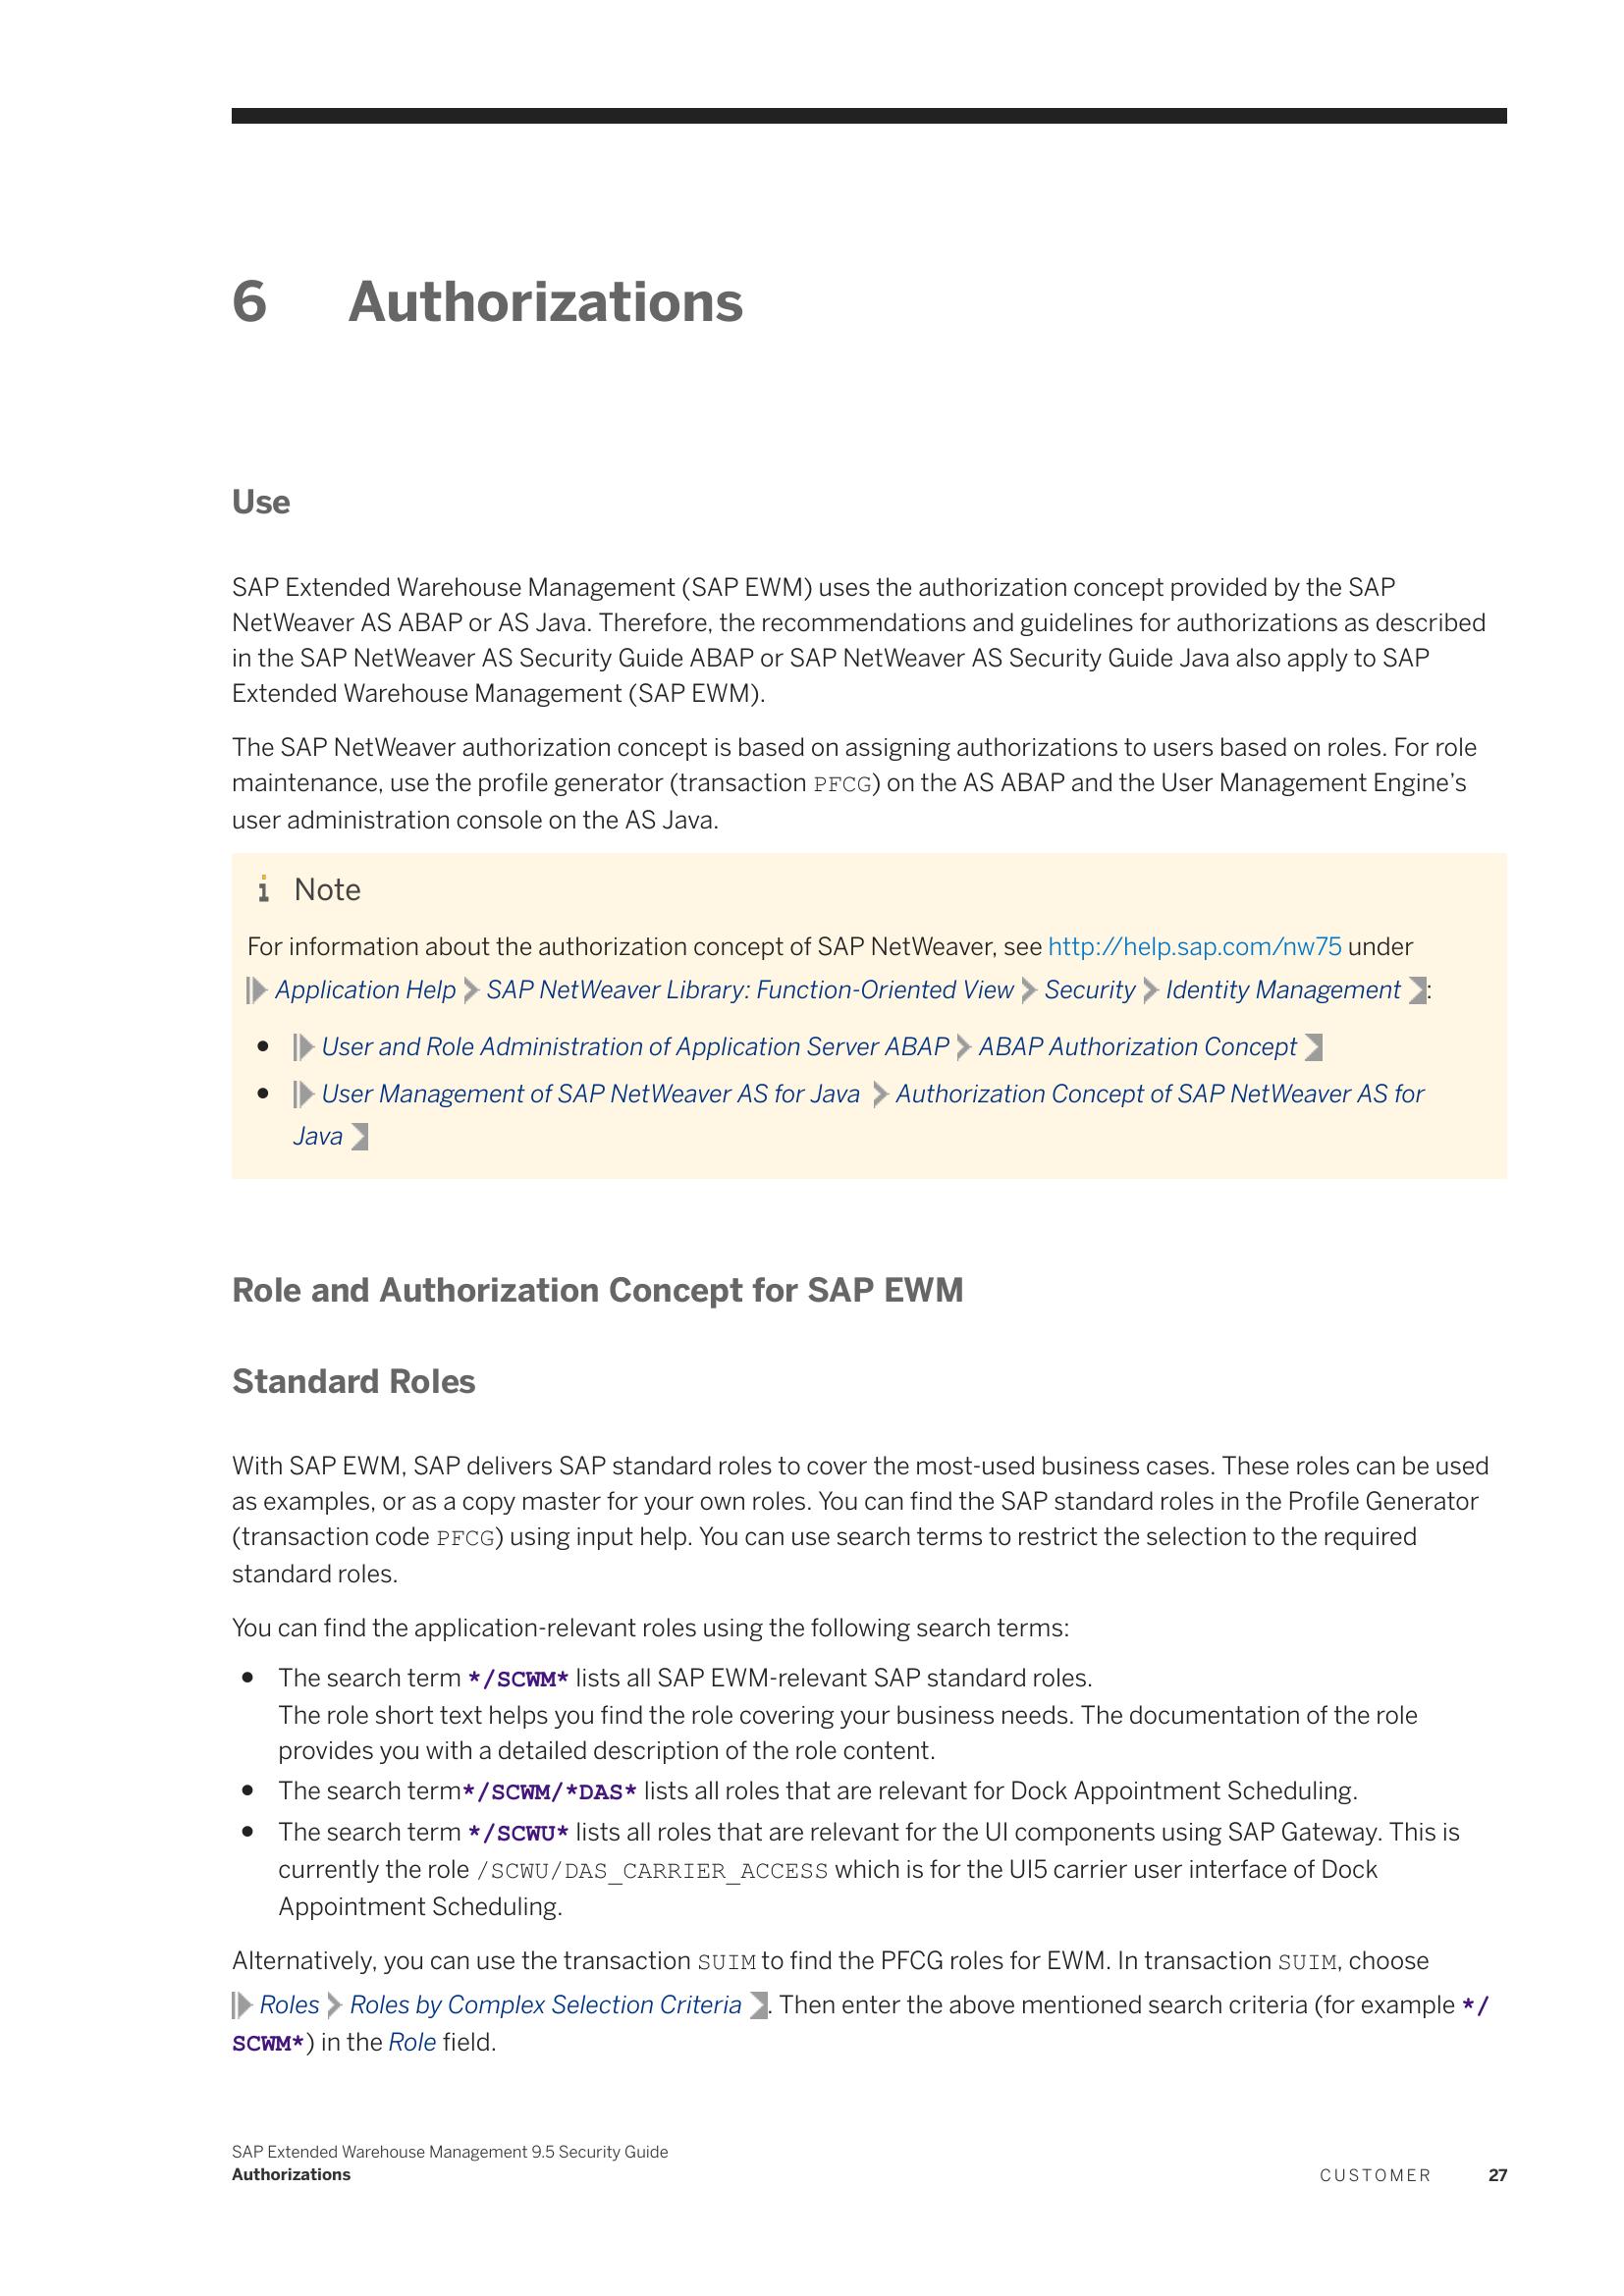 6 Authorizations
Use
SAP Extended Warehouse Management (SAP EWM) uses the authorization concept provided by the SAP
NetWeaver AS ABAP or AS Java. Therefore, the recommendations and guidelines for authorizations as described
in the SAP NetWeaver AS Security Guide ABAP or SAP NetWeaver AS Security Guide Java also apply to SAP
Extended Warehouse Management (SAP EWM).
The SAP NetWeaver authorization concept is based on assigning authorizations to users based on roles. For role
maintenance, use the profile generator (transaction PFCG) on the AS ABAP and the User Management Engine’s
user administration console on the AS Java.
i Note
For information about the authorization concept of SAP NetWeaver, see http://help.sap.com/nw75 under
Application Help > SAP NetWeaver Library: Function-Oriented View > Security > Identity Management :
• User and Role Administration of Application Server ABAP > ABAP Authorization Concept
• User Management of SAP NetWeaver AS for Java > Authorization Concept of SAP NetWeaver AS for
Java
Role and Authorization Concept for SAP EWM
Standard Roles
With SAP EWM, SAP delivers SAP standard roles to cover the most-used business cases. These roles can be used
as examples, or as a copy master for your own roles. You can find the SAP standard roles in the Profile Generator
(transaction code PFCG) using input help. You can use search terms to restrict the selection to the required
standard roles.
You can find the application-relevant roles using the following search terms:
• The search term */SCWM* lists all SAP EWM-relevant SAP standard roles.
The role short text helps you find the role covering your business needs. The documentation of the role
provides you with a detailed description of the role content.
• The search term*/SCWM/*DAS* lists all roles that are relevant for Dock Appointment Scheduling.
• The search term */SCWU* lists all roles that are relevant for the UI components using SAP Gateway. This is
currently the role /SCWU/DAS_CARRIER_ACCESS which is for the UI5 carrier user interface of Dock
Appointment Scheduling.
Alternatively, you can use the transaction SUIM to find the PFCG roles for EWM. In transaction SUIM, choose
Roles > Roles by Complex Selection Criteria . Then enter the above mentioned search criteria (for example */
SCWM*) in the Role field.
SAP Extended Warehouse Management 9.5 Security Guide
Authorizations
CUSTOMER 27